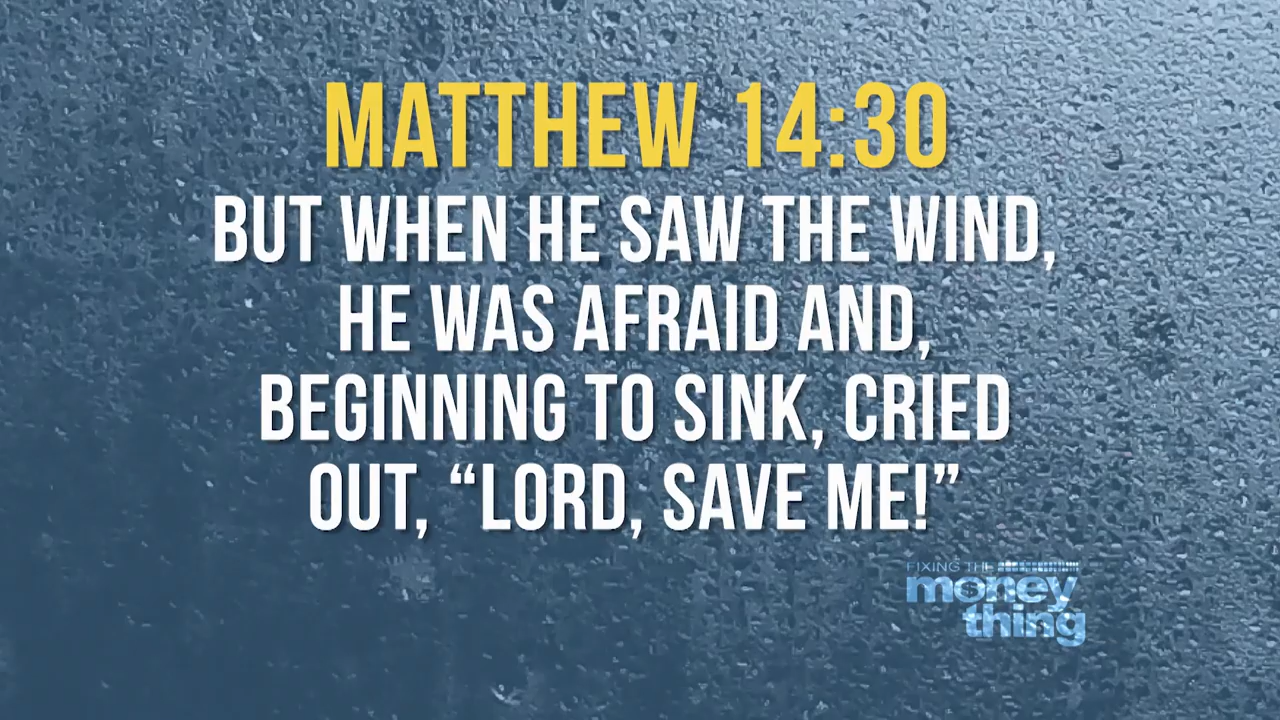 MATTHEW 14:30
BUT WHEN HE SAW THE WIND,
HE WAS AFRAID AND,
BEGINNING TO SINK, CRIED
OUT, “LORD, SAVE ME!”
FIXING THE
money
thing